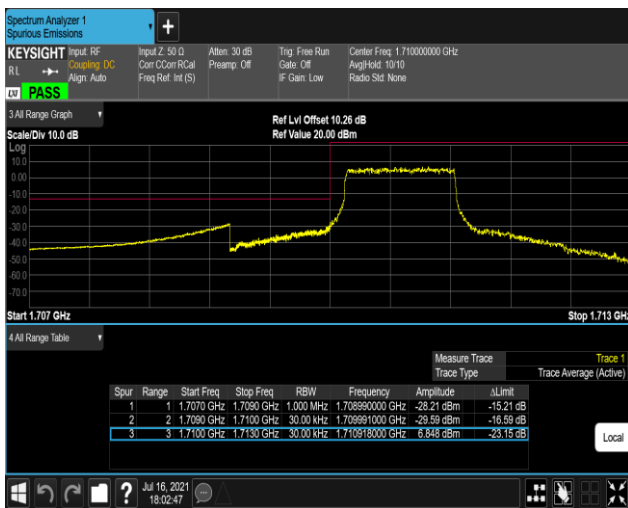 Spectrum Analyzer 1
Spurious Emissions
+
KEYSIGHT Input: RF Input Z: 50 Ω Atten: 30 dB Trig: Free Run Center Freq: 1.710000000 GHz
RL Coupling: DC Corr CCorr RCal Preamp: Off Gate: Off Avg|Hold: 10/10
Align: Auto Freq Ref: Int (S) IF Gain: Low Radio Std: None
LXI PASS
3 All Range Graph
Ref Lvl Offset 10.26 dB
Scale/Div 10.0 dB Ref Value 20.00 dBm
Log
10.0
0.00
-10.0
-20.0
-30.0
-40.0
-50.0
-60.0
-70.0
Start 1.707 GHz Stop 1.713 GHz
4 All Range Table
Measure Trace Trace 1
Trace Type Trace Average (Active)
Spur Range Start Freq Stop Freq RBW Frequency Amplitude ΔLimit
1 1 1.7070 GHz 1.7090 GHz 1.000 MHz 1.708990000 GHz -28.21 dBm -15.21 dB
2 2 1.7090 GHz 1.7100 GHz 30.00 kHz 1.709991000 GHz -29.59 dBm -16.59 dB
3 3 1.7100 GHz 1.7130 GHz 30.00 kHz 1.710918000 GHz 6.848 dBm -23.15 dB
Local
? Jul 16, 2021
18:02:47